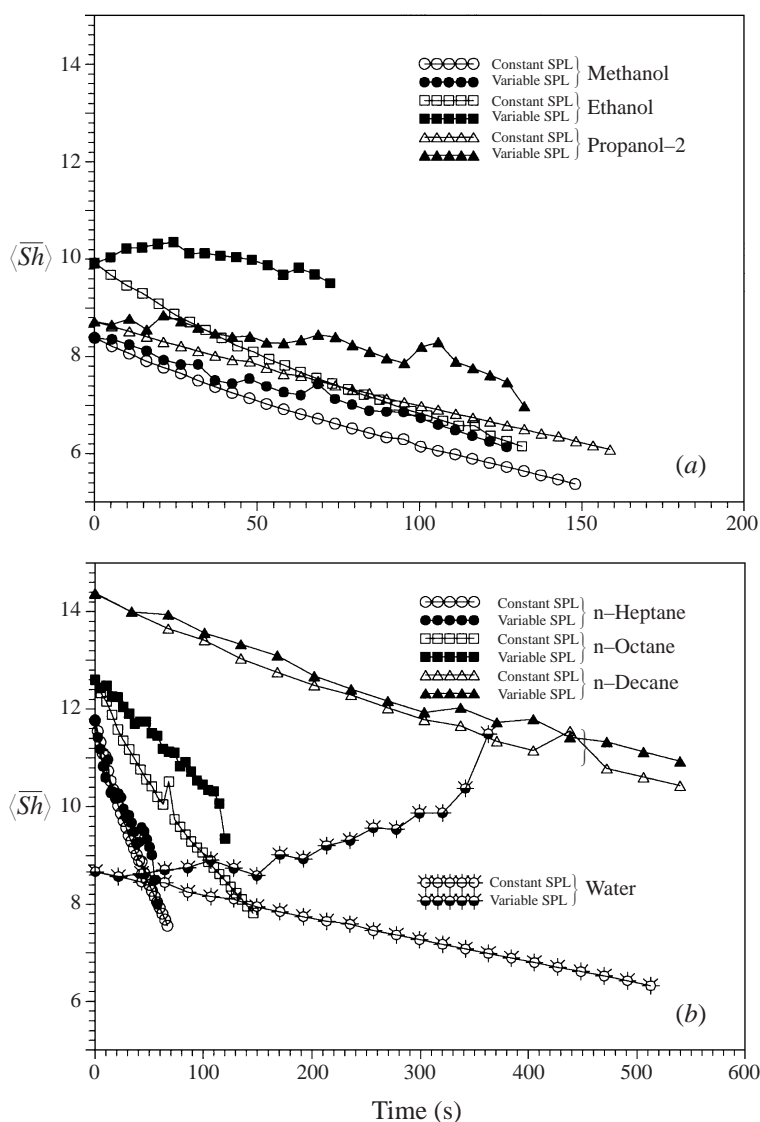 14
12
10
8
6
⟨S̅h̅⟩
Constant SPL
Variable SPL
Methanol
Constant SPL
Variable SPL
Ethanol
Constant SPL
Variable SPL
Propanol–2
(a)
0 50 100 150 200
14
12
10
8
6
⟨S̅h̅⟩
Constant SPL
Variable SPL
n–Heptane
Constant SPL
Variable SPL
n–Octane
Constant SPL
Variable SPL
n–Decane
Constant SPL
Variable SPL
Water
(b)
0 100 200 300 400 500 600
Time (s)